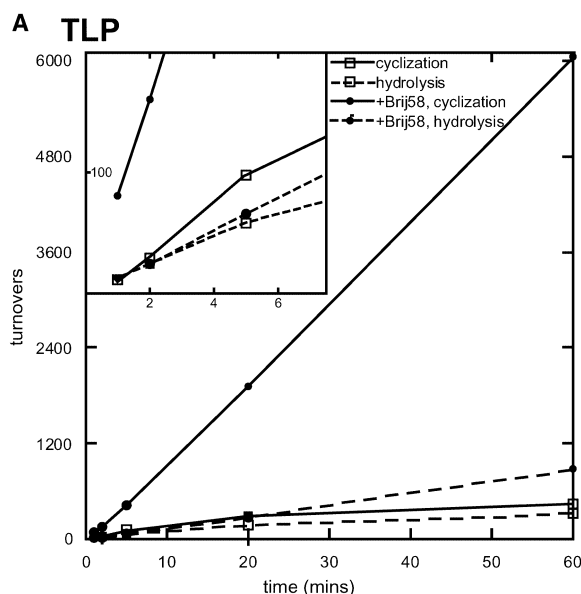 A TLP
6000
4800
3600
2400
1200
0
turnovers
100
2 4 6
cyclization
hydrolysis
+Brij58, cyclization
+Brij58, hydrolysis
0 10 20 30 40 50 60
time (mins)